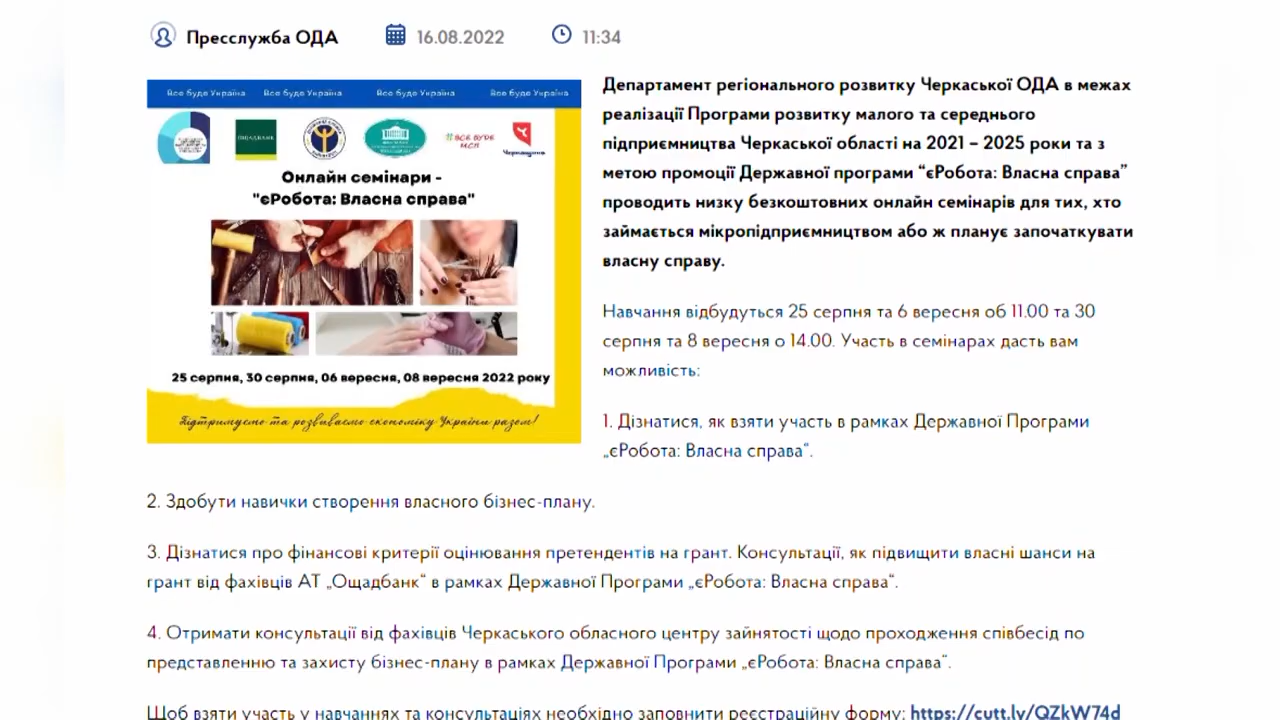 Пресслужба ОДА 16.08.2022 11:34
Все буде Україна Все буде Україна Все буде Україна Все буде Україна
ОЩАДБАНК
#ВСЕ БУДЕ
МСП
Черкащина
Онлайн семінари -
"єРобота: Власна справа"
25 серпня, 30 серпня, 06 вересня, 08 вересня 2022 року
Підтримуємо та розвиваємо економіку України разом!
Департамент регіонального розвитку Черкаської ОДА в межах
реалізації Програми розвитку малого та середнього
підприємництва Черкаської області на 2021 – 2025 роки та з
метою промоції Державної програми “єРобота: Власна справа”
проводить низку безкоштовних онлайн семінарів для тих, хто
займається мікропідприємництвом або ж планує започаткувати
власну справу.
Навчання відбудуться 25 серпня та 6 вересня об 11.00 та 30
серпня та 8 вересня о 14.00. Участь в семінарах дасть вам
можливість:
1. Дізнатися, як взяти участь в рамках Державної Програми
„єРобота: Власна справа“.
2. Здобути навички створення власного бізнес-плану.
3. Дізнатися про фінансові критерії оцінювання претендентів на грант. Консультації, як підвищити власні шанси на
грант від фахівців АТ „Ощадбанк“ в рамках Державної Програми „єРобота: Власна справа“.
4. Отримати консультації від фахівців Черкаського обласного центру зайнятості щодо проходження співбесід по
представленню та захисту бізнес-плану в рамках Державної Програми „єРобота: Власна справа“.
Щоб взяти участь у навчаннях та консультаціях необхідно заповнити реєстраційну форму: https://cutt.ly/QZkW74d